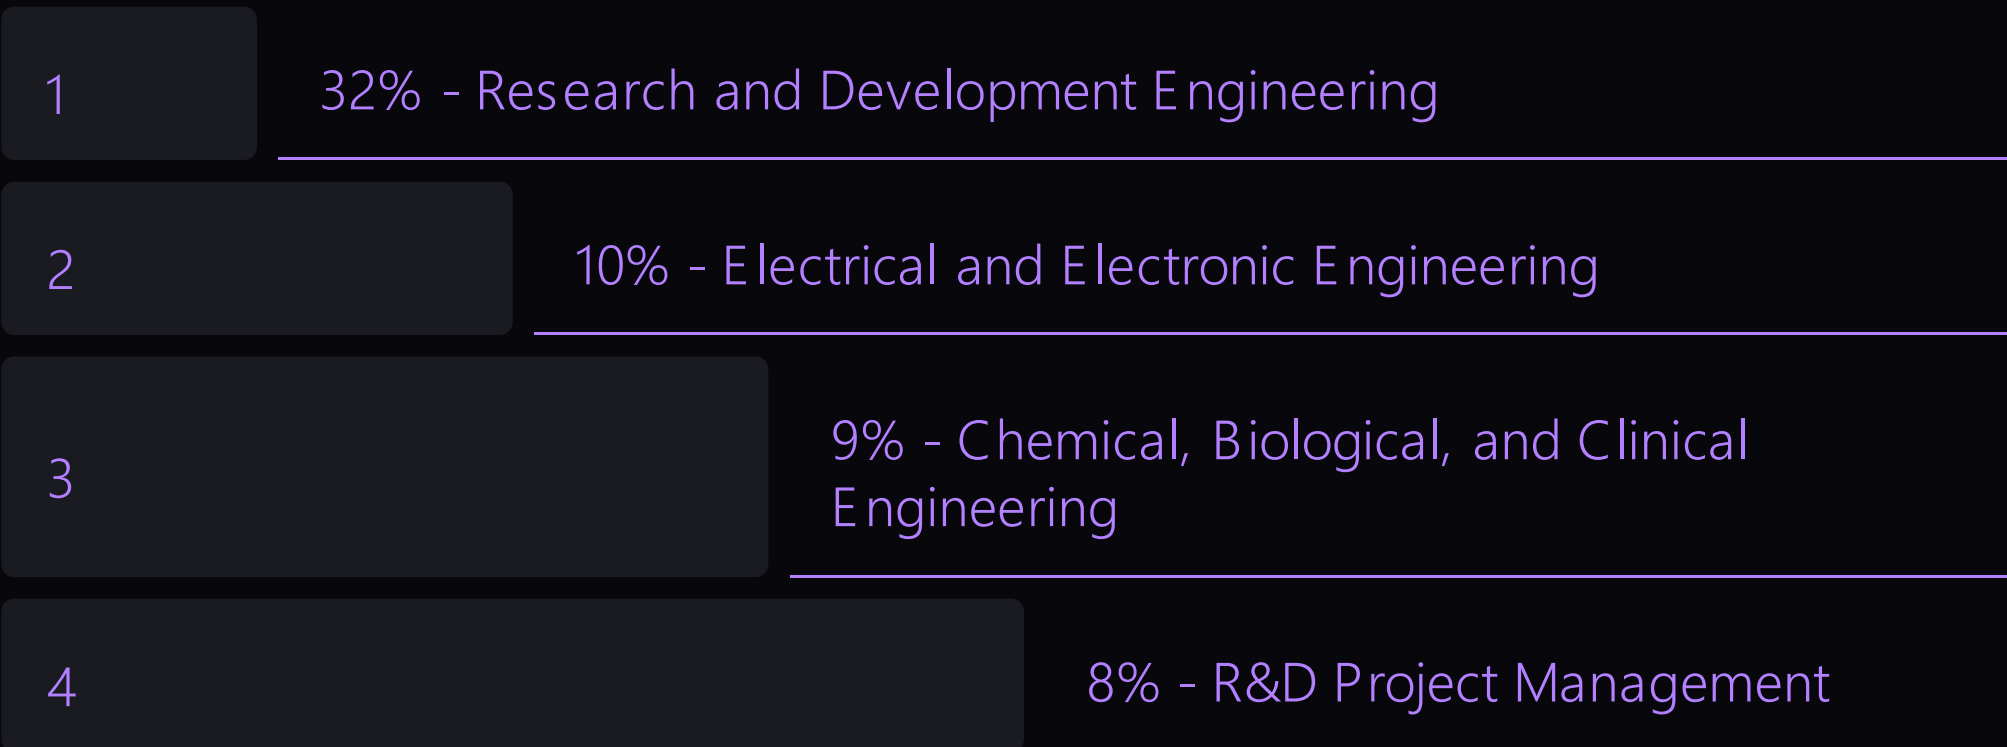 1
32% - Research and Development Engineering
2
10% - Electrical and Electronic Engineering
3
9% - Chemical, Biological, and Clinical
Engineering
4
8% - R&D Project Management